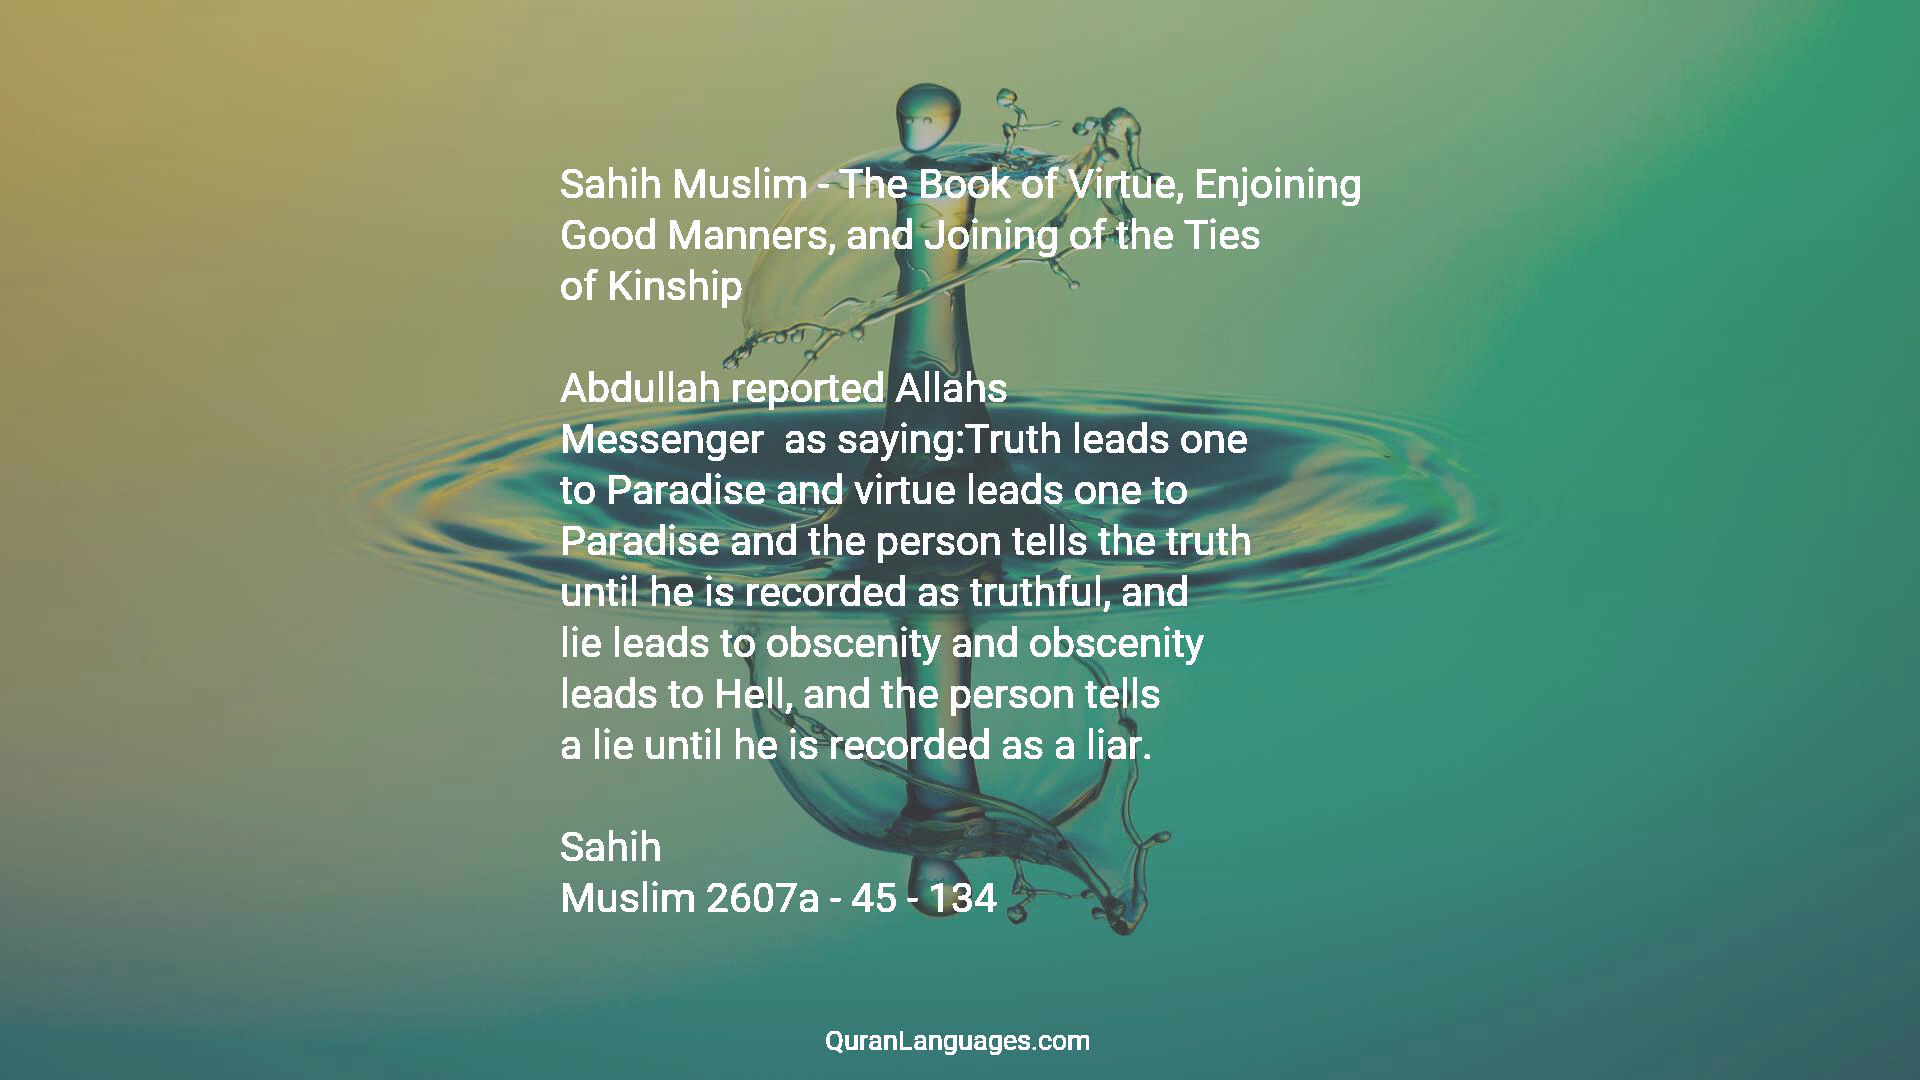 Sahih Muslim - The Book of Virtue, Enjoining
Good Manners, and Joining of the Ties
of Kinship
Abdullah reported Allahs
Messenger  as saying:Truth leads one
to Paradise and virtue leads one to
Paradise and the person tells the truth
until he is recorded as truthful, and
lie leads to obscenity and obscenity
leads to Hell, and the person tells
a lie until he is recorded as a liar.
Sahih
Muslim 2607a - 45 - 134
QuranLanguages.com